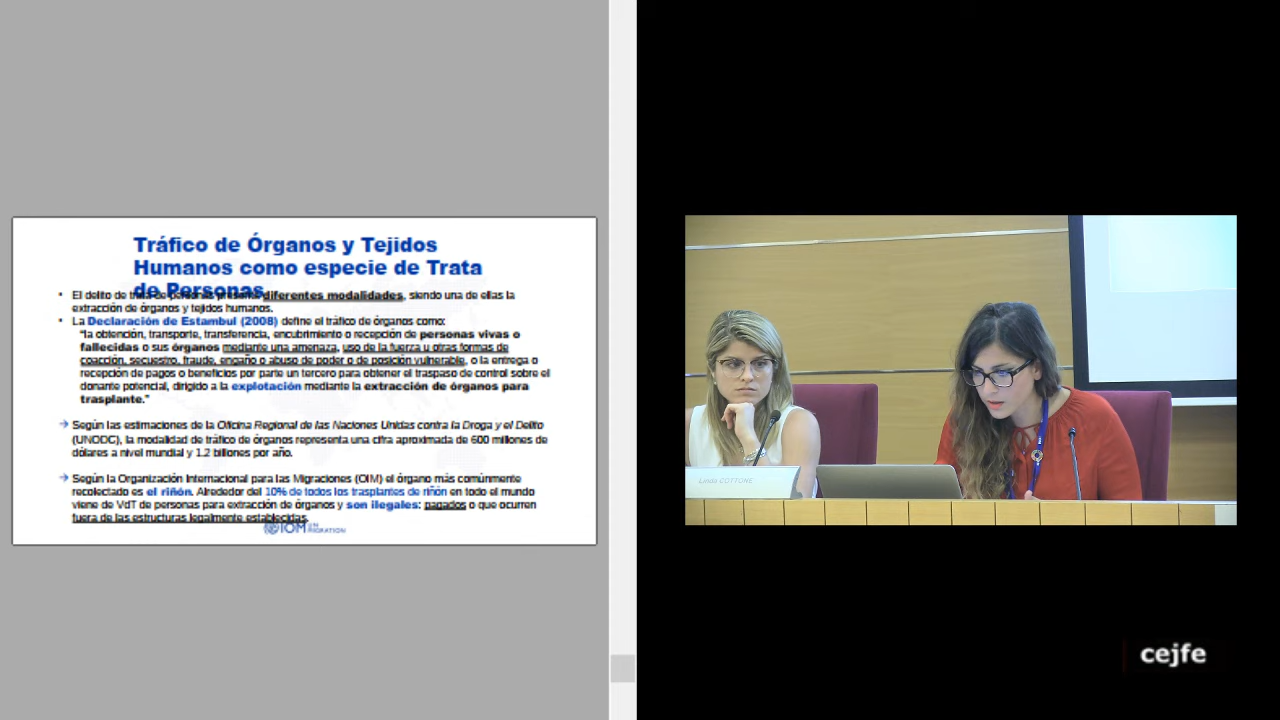 Tráfico de Órganos y Tejidos
Humanos como especie de Trata
de Personas
• El delito de trata de personas presenta diferentes modalidades, siendo una de ellas la
extracción de órganos y tejidos humanos.
• La Declaración de Estambul (2008) define el tráfico de órganos como:
"la obtención, transporte, transferencia, encubrimiento o recepción de personas vivas o
fallecidas o sus órganos mediante una amenaza, uso de la fuerza u otras formas de
coacción, secuestro, fraude, engaño o abuso de poder o de posición vulnerable, o la entrega o
recepción de pagos o beneficios por parte un tercero para obtener el traspaso de control sobre el
donante potencial, dirigido a la explotación mediante la extracción de órganos para
trasplante."
→ Según las estimaciones de la Oficina Regional de las Naciones Unidas contra la Droga y el Delito
(UNODC), la modalidad de tráfico de órganos representa una cifra aproximada de 600 millones de
dólares a nivel mundial y 1.2 billones por año.
→ Según la Organización Internacional para las Migraciones (OIM) el órgano más comúnmente
recolectado es el riñón. Alrededor del 10% de todos los trasplantes de riñón en todo el mundo
viene de VdT de personas para extracción de órganos y son ilegales: pagados o que ocurren
fuera de las estructuras legalmente establecidas.
IOM UN MIGRATION
COTTONE
cejfe